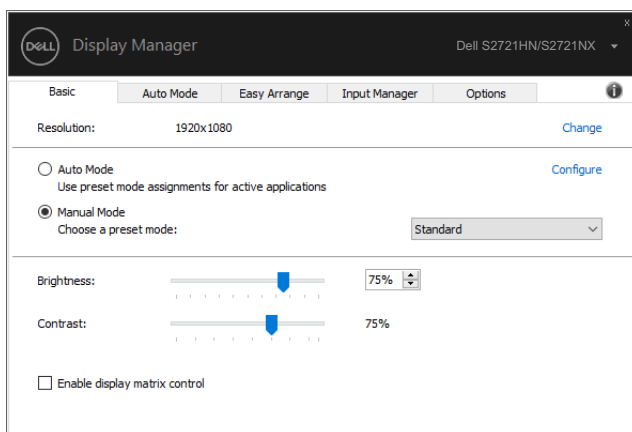 x
DELL Display Manager Dell S2721HN/S2721NX
Basic Auto Mode Easy Arrange Input Manager Options
Resolution: 1920x1080 Change
Auto Mode Configure
Use preset mode assignments for active applications
Manual Mode
Choose a preset mode: Standard
Brightness: 75%
Contrast: 75%
Enable display matrix control